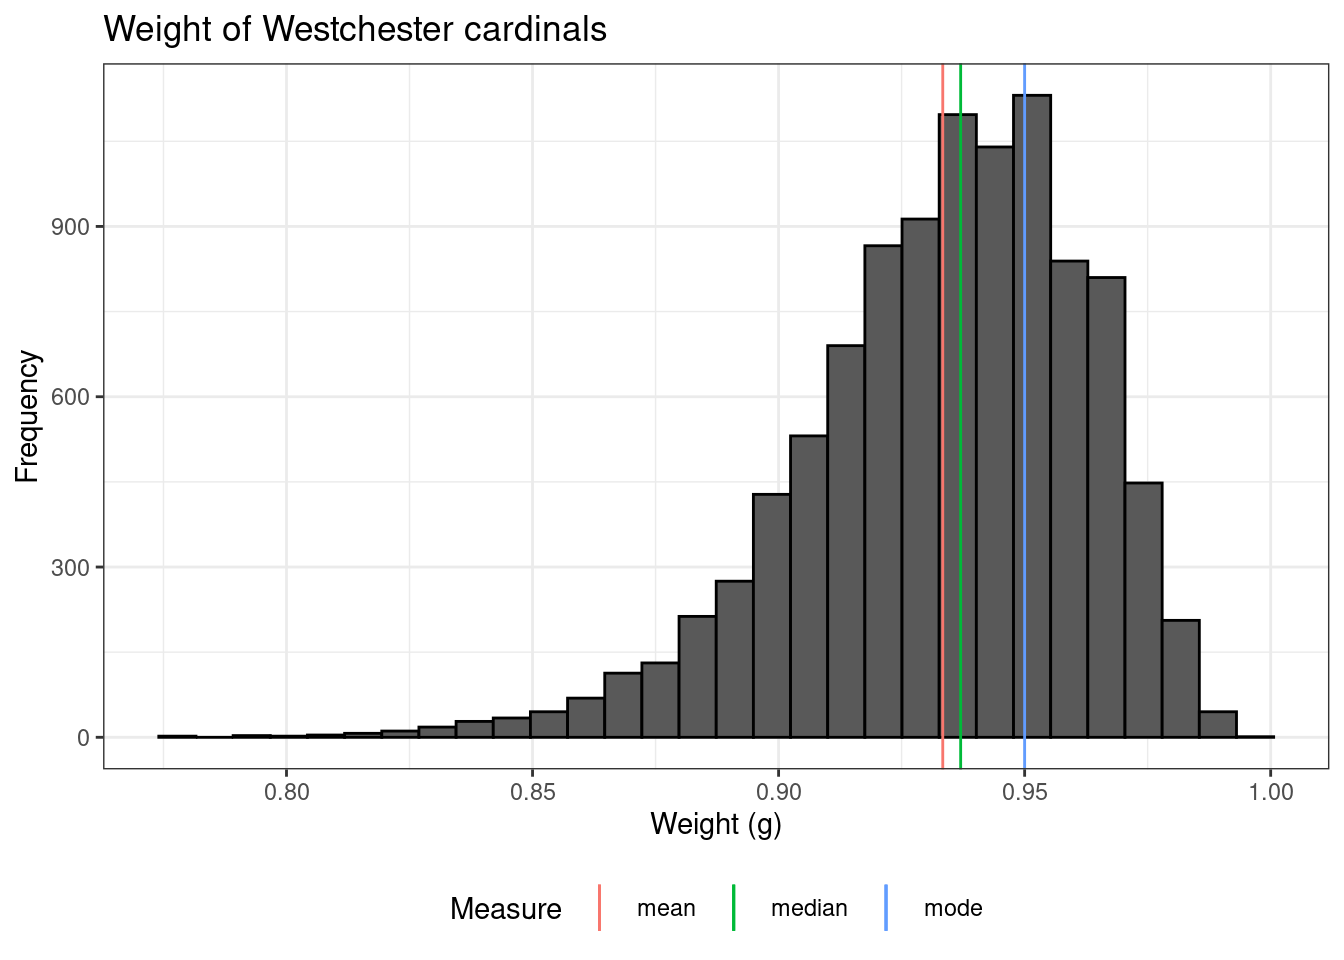 Weight of Westchester cardinals
Frequency
900
600
300
0
0.80 0.85 0.90 0.95 1.00
Weight (g)
Measure mean median mode